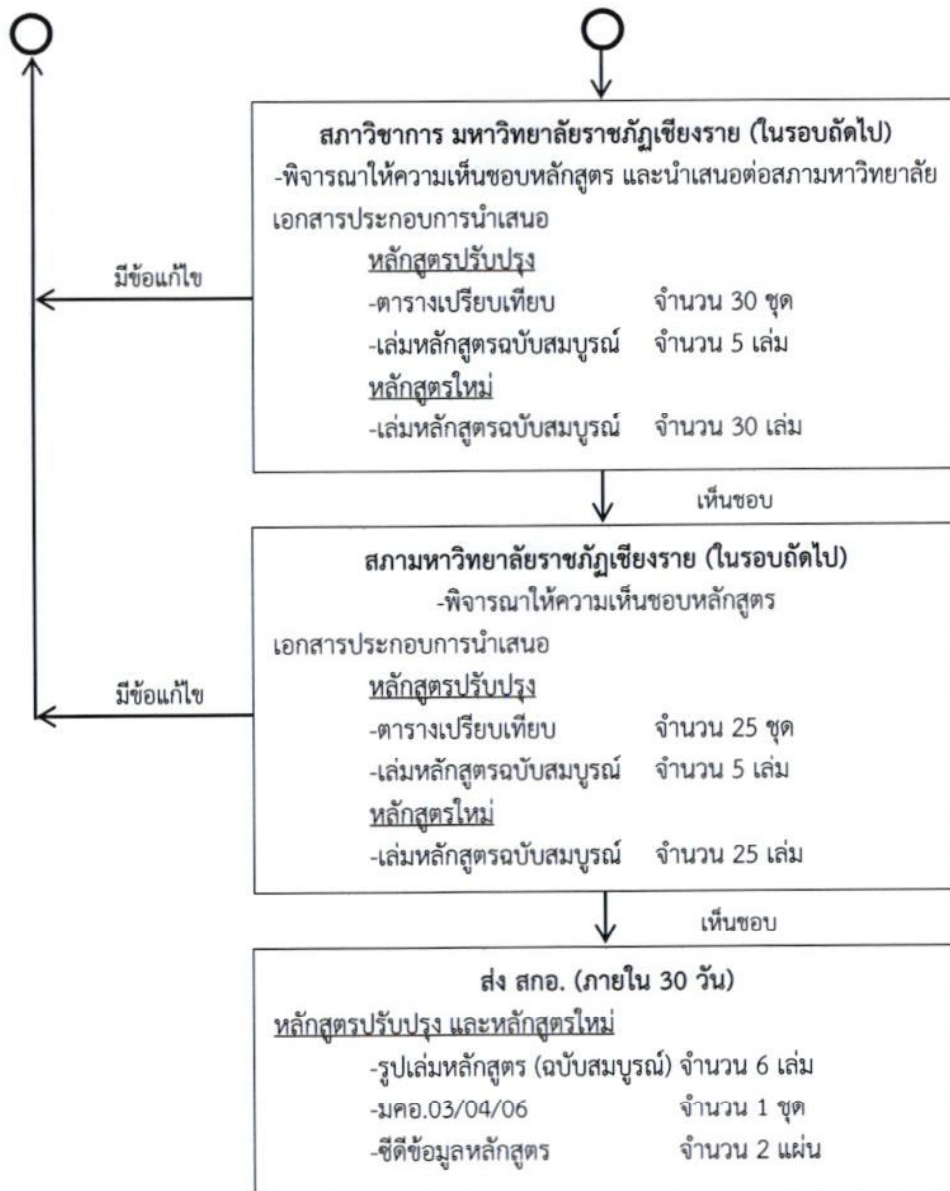 สภาวิชาการ มหาวิทยาลัยราชภัฏเชียงราย (ในรอบถัดไป)
-พิจารณาให้ความเห็นชอบหลักสูตร และนำเสนอต่อสภามหาวิทยาลัย
เอกสารประกอบการนำเสนอ
หลักสูตรปรับปรุง
มีข้อแก้ไข
-ตารางเปรียบเทียบ จำนวน 30 ชุด
-เล่มหลักสูตรฉบับสมบูรณ์ จำนวน 5 เล่ม
หลักสูตรใหม่
-เล่มหลักสูตรฉบับสมบูรณ์ จำนวน 30 เล่ม
เห็นชอบ
สภามหาวิทยาลัยราชภัฏเชียงราย (ในรอบถัดไป)
-พิจารณาให้ความเห็นชอบหลักสูตร
เอกสารประกอบการนำเสนอ
หลักสูตรปรับปรุง
มีข้อแก้ไข
-ตารางเปรียบเทียบ จำนวน 25 ชุด
-เล่มหลักสูตรฉบับสมบูรณ์ จำนวน 5 เล่ม
หลักสูตรใหม่
-เล่มหลักสูตรฉบับสมบูรณ์ จำนวน 25 เล่ม
เห็นชอบ
ส่ง สกอ. (ภายใน 30 วัน)
หลักสูตรปรับปรุง และหลักสูตรใหม่
-รูปเล่มหลักสูตร (ฉบับสมบูรณ์) จำนวน 6 เล่ม
-มคอ.03/04/06 จำนวน 1 ชุด
-ซีดีข้อมูลหลักสูตร จำนวน 2 แผ่น